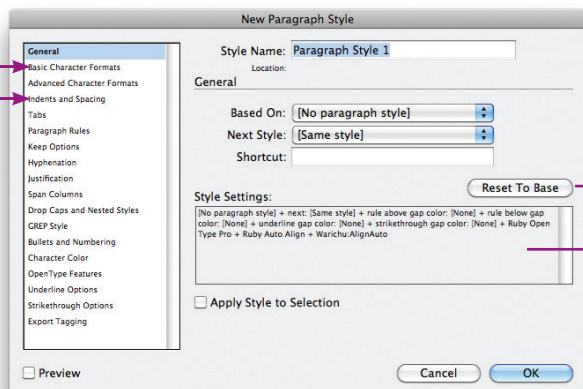 New Paragraph Style
General
Basic Character Formats
Advanced Character Formats
Indents and Spacing
Tabs
Paragraph Rules
Keep Options
Hyphenation
Justification
Span Columns
Drop Caps and Nested Styles
GREP Style
Bullets and Numbering
Character Color
OpenType Features
Underline Options
Strikethrough Options
Export Tagging
Preview
Style Name: Paragraph Style 1
Location:
General
Based On: [No paragraph style]
Next Style: [Same style]
Shortcut:
Reset To Base
Style Settings:
[No paragraph style] + next: [Same style] + rule above gap color: [None] + rule below gap
color: [None] + underline gap color: [None] + strikethrough gap color: [None] + Ruby Open
Type Pro + Ruby Auto Align + Warichu:AlignAuto
Apply Style to Selection
Cancel
OK